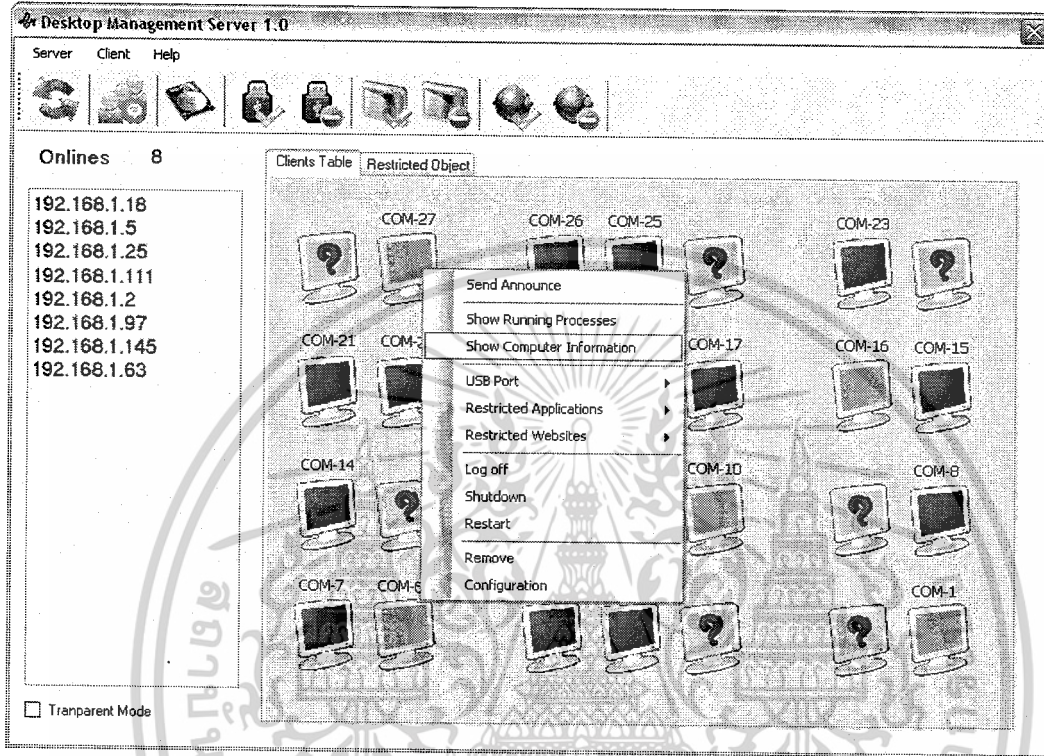 Desktop Management Server 1.0
Server Client Help
Onlines 8
192.168.1.18
192.168.1.5
192.168.1.25
192.168.1.111
192.168.1.2
192.168.1.97
192.168.1.145
192.168.1.63
Tranparent Mode
Clients Table Restricted Object
COM-27 COM-26 COM-25 COM-23
COM-21 COM-17 COM-16 COM-15
COM-14 COM-10 COM-8
COM-7 COM-6 COM-1
Send Announce
Show Running Processes
Show Computer Information
USB Port
Restricted Applications
Restricted Websites
Log off
Shutdown
Restart
Remove
Configuration